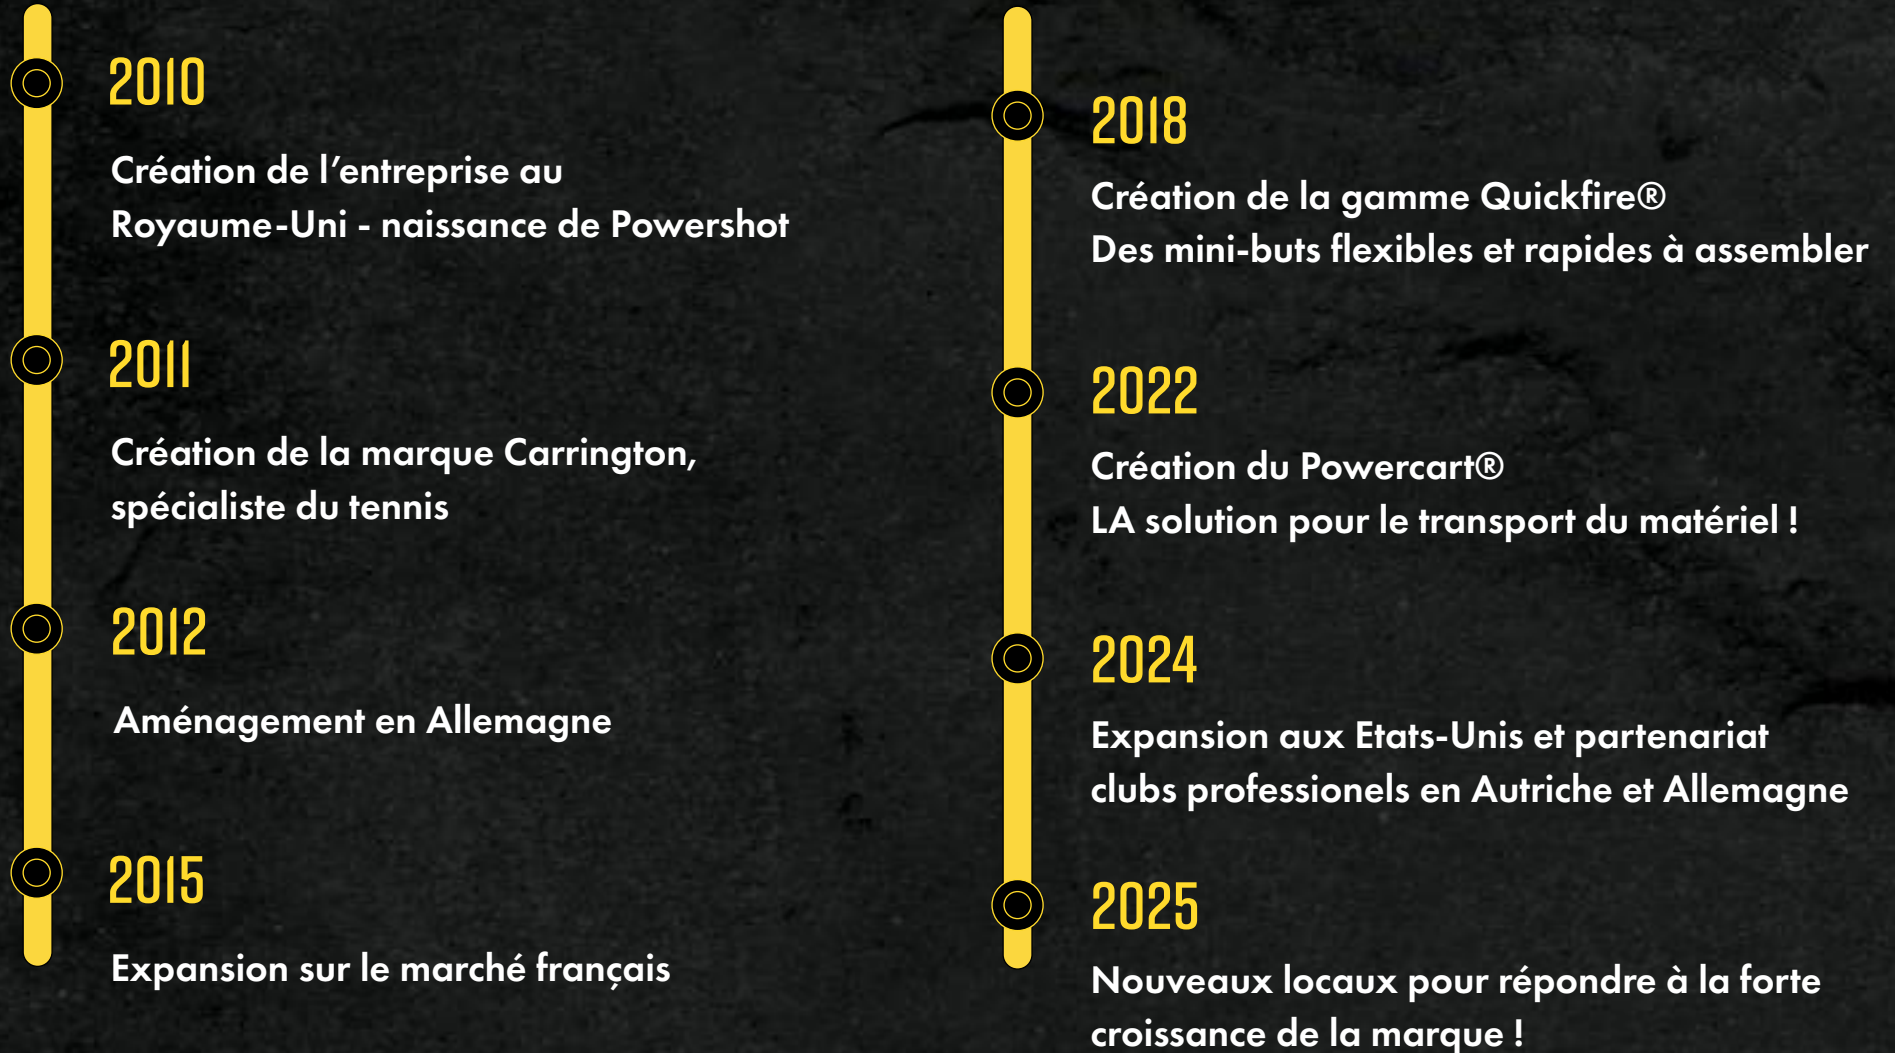 2010
Création de l’entreprise au
Royaume-Uni - naissance de Powershot
2011
Création de la marque Carrington,
spécialiste du tennis
2012
Aménagement en Allemagne
2015
Expansion sur le marché français
2018
Création de la gamme Quickfire®
Des mini-buts flexibles et rapides à assembler
2022
Création du Powercart®
LA solution pour le transport du matériel !
2024
Expansion aux Etats-Unis et partenariat
clubs professionels en Autriche et Allemagne
2025
Nouveaux locaux pour répondre à la forte
croissance de la marque !